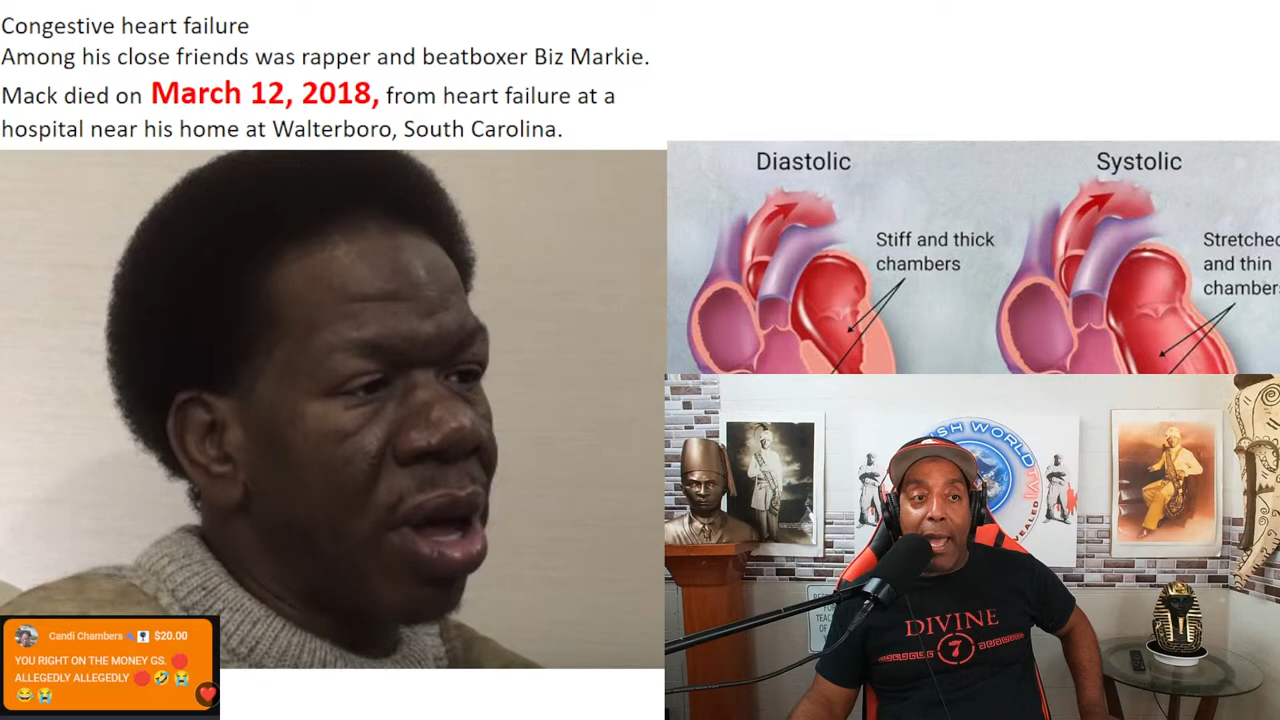 Congestive heart failure
Among his close friends was rapper and beatboxer Biz Markie.
Mack died on March 12, 2018, from heart failure at a
hospital near his home at Walterboro, South Carolina.
Diastolic
Systolic
Stiff and thick
chambers
Stretched
and thin
chambers
WORLD
TV
DIVINE
7
Candi Chambers $20.00
YOU RIGHT ON THE MONEY GS.
ALLEGEDLY ALLEGEDLY